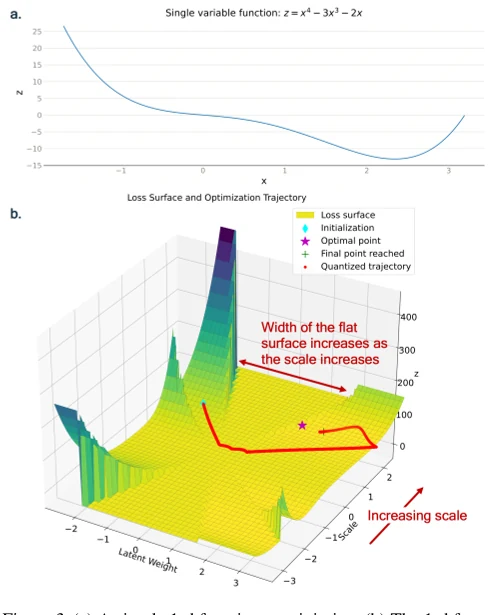 a.
Single variable function: z = x⁴ − 3x³ − 2x
25
20
15
10
5
0
−5
−10
−15
z
−1
0
1
2
3
x
b.
Loss Surface and Optimization Trajectory
Loss surface
Initialization
Optimal point
Final point reached
Quantized trajectory
Width of the flat
surface increases as
the scale increases
400
300
200
100
0
z
−2
−1
0
1
2
3
Latent Weight
−3
−2
−1
0
1
2
Scale
Increasing scale